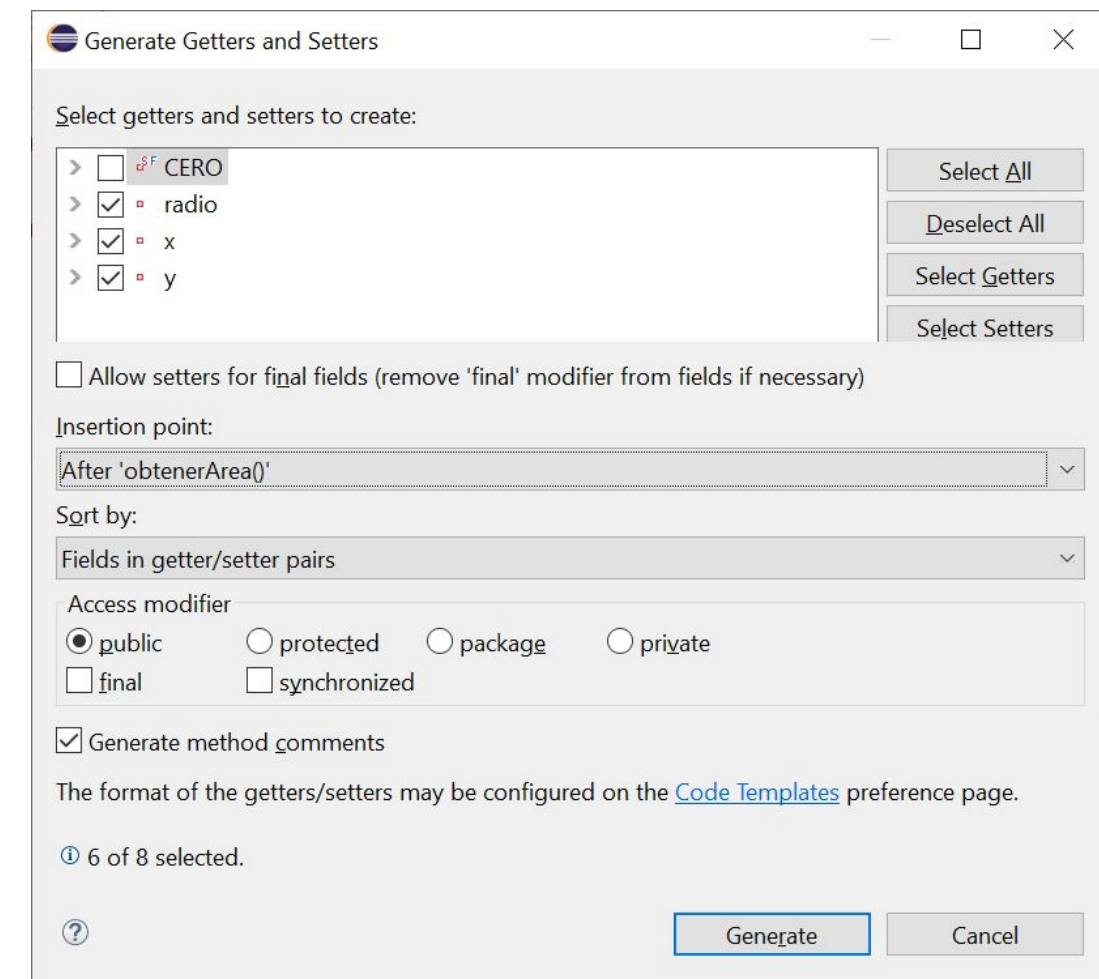 Generate Getters and Setters
Select getters and setters to create:
CERO
radio
x
y
Select All
Deselect All
Select Getters
Select Setters
Allow setters for final fields (remove 'final' modifier from fields if necessary)
Insertion point:
After 'obtenerArea()'
Sort by:
Fields in getter/setter pairs
Access modifier
public protected package private
final synchronized
Generate method comments
The format of the getters/setters may be configured on the Code Templates preference page.
6 of 8 selected.
Generate Cancel